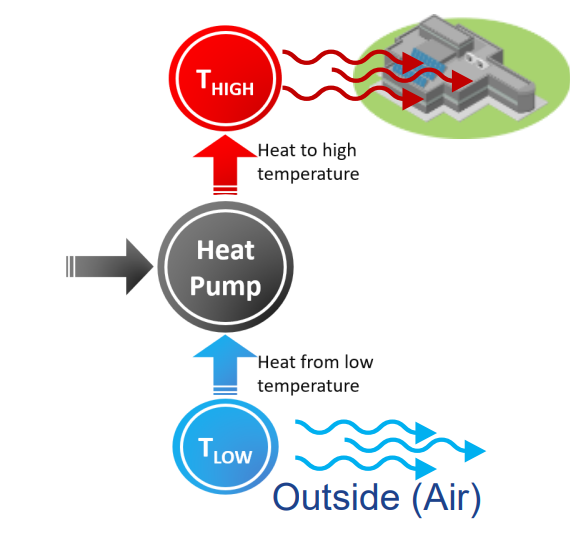 THIGH
Heat to high
temperature
Heat
Pump
Heat from low
temperature
TLOW
Outside (Air)